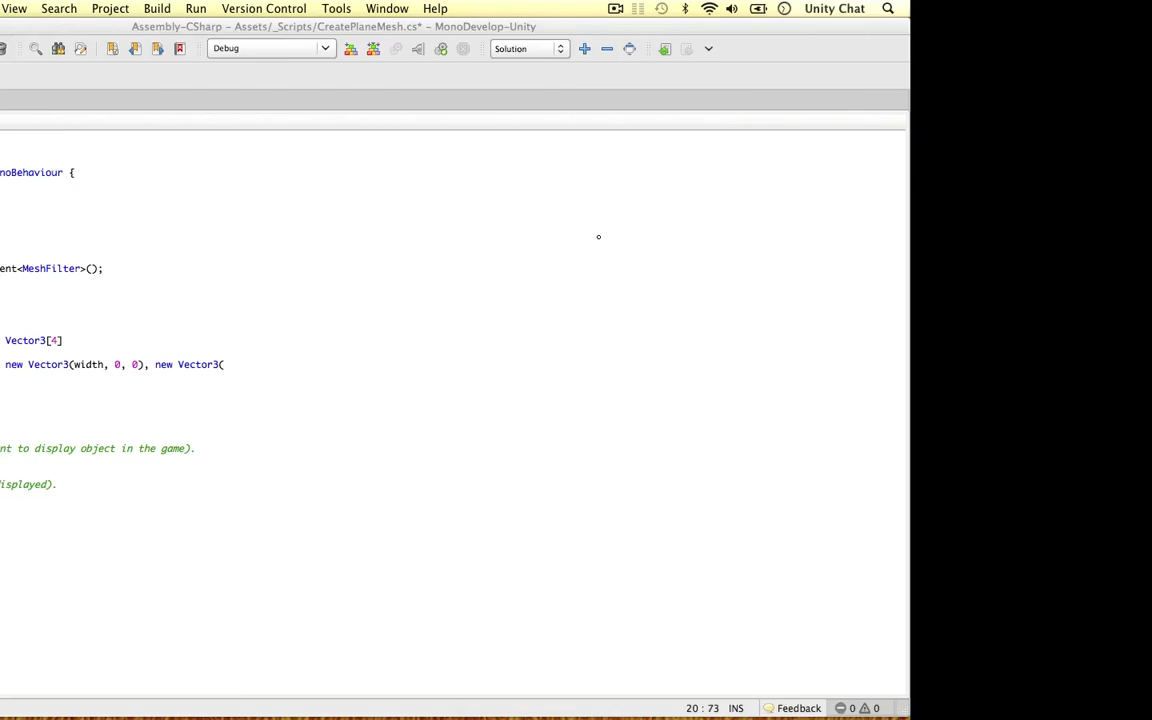 View Search Project Build Run Version Control Tools Window Help Unity Chat
Assembly-CSharp – Assets/_Scripts/CreatePlaneMesh.cs* – MonoDevelop-Unity
Debug Solution
noBehaviour {
ent<MeshFilter>();
Vector3[4]
new Vector3(width, 0, 0), new Vector3(
nt to display object in the game).
isplayed).
20 : 73 INS Feedback 0 0